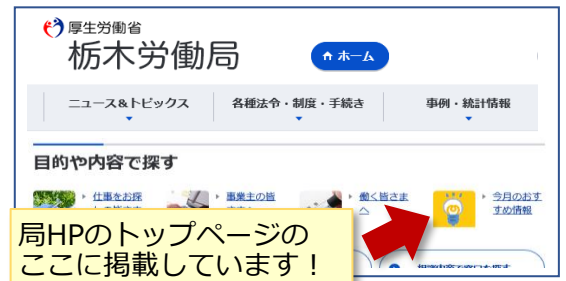 厚生労働省
栃木労働局
ホーム
ニュース&トピックス
各種法令・制度・手続き
事例・統計情報
目的や内容で探す
仕事をお探
事業主の皆
働く皆さま
へ
今月のおす
すめ情報
局HPのトップページの
ここに掲載しています！